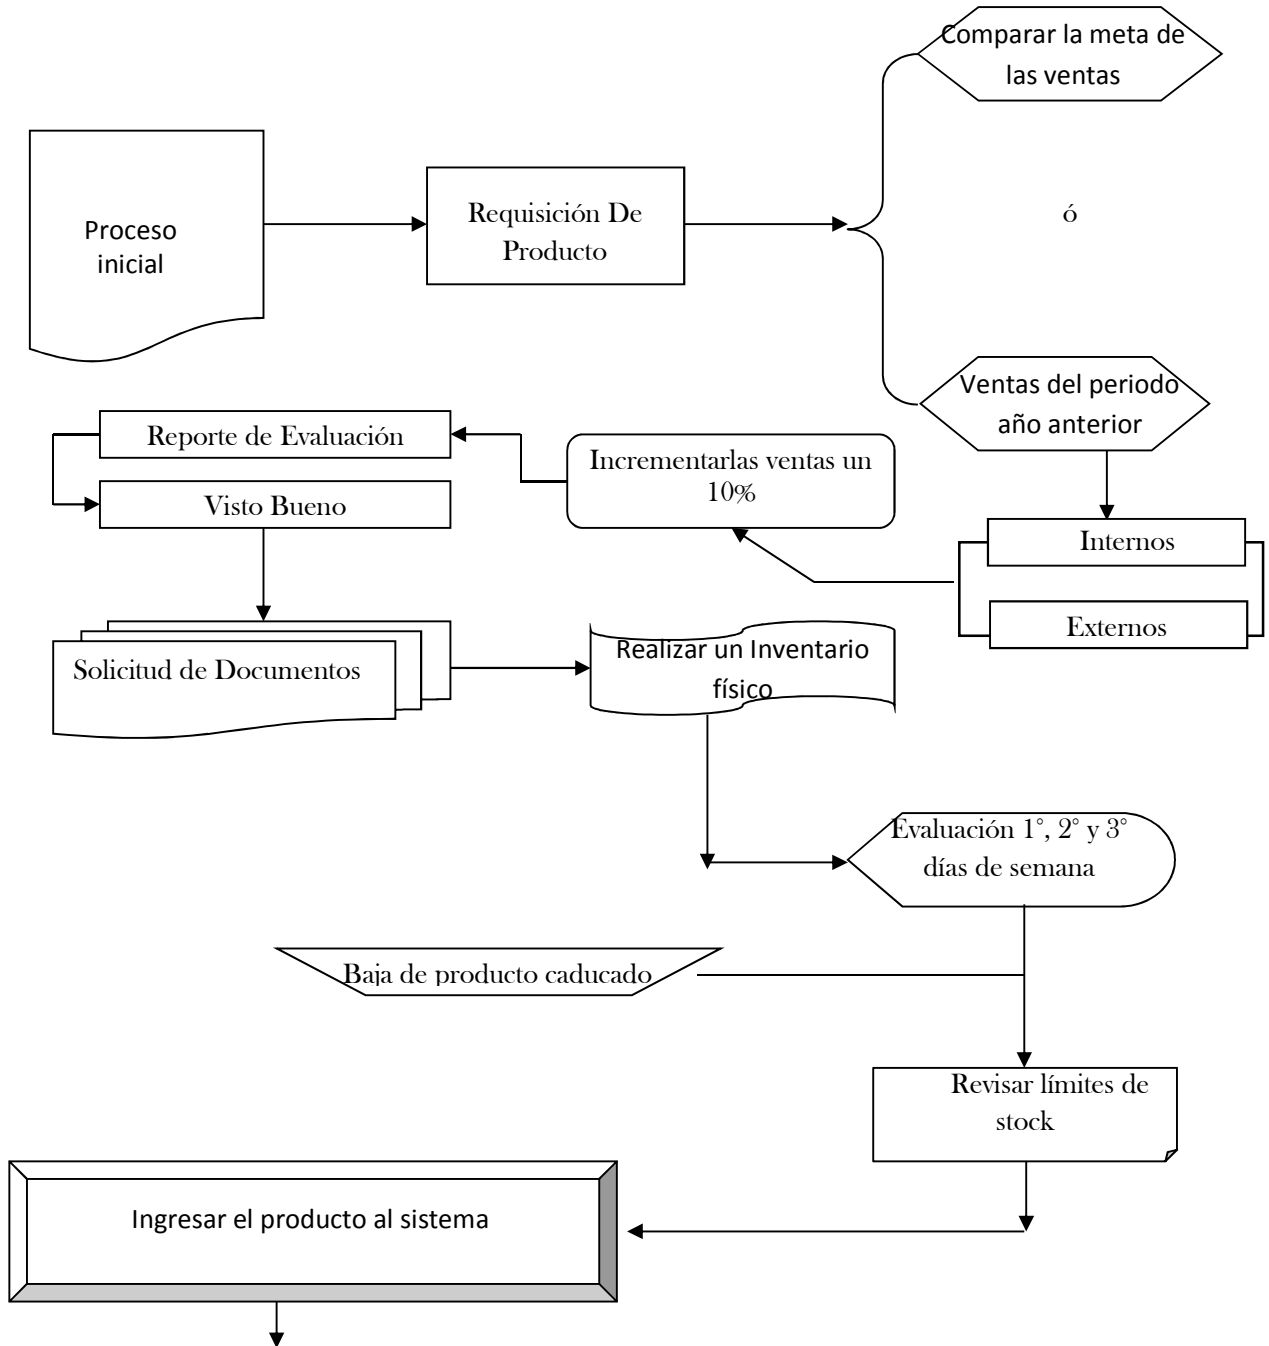 Comparar la meta de
las ventas
Proceso
inicial
Requisición De
Producto
ó
Ventas del periodo
año anterior
Reporte de Evaluación
Incrementarlas ventas un
10%
Visto Bueno
Internos
Externos
Solicitud de Documentos
Realizar un Inventario
físico
Evaluación 1°, 2° y 3°
días de semana
Baja de producto caducado
Revisar límites de
stock
Ingresar el producto al sistema